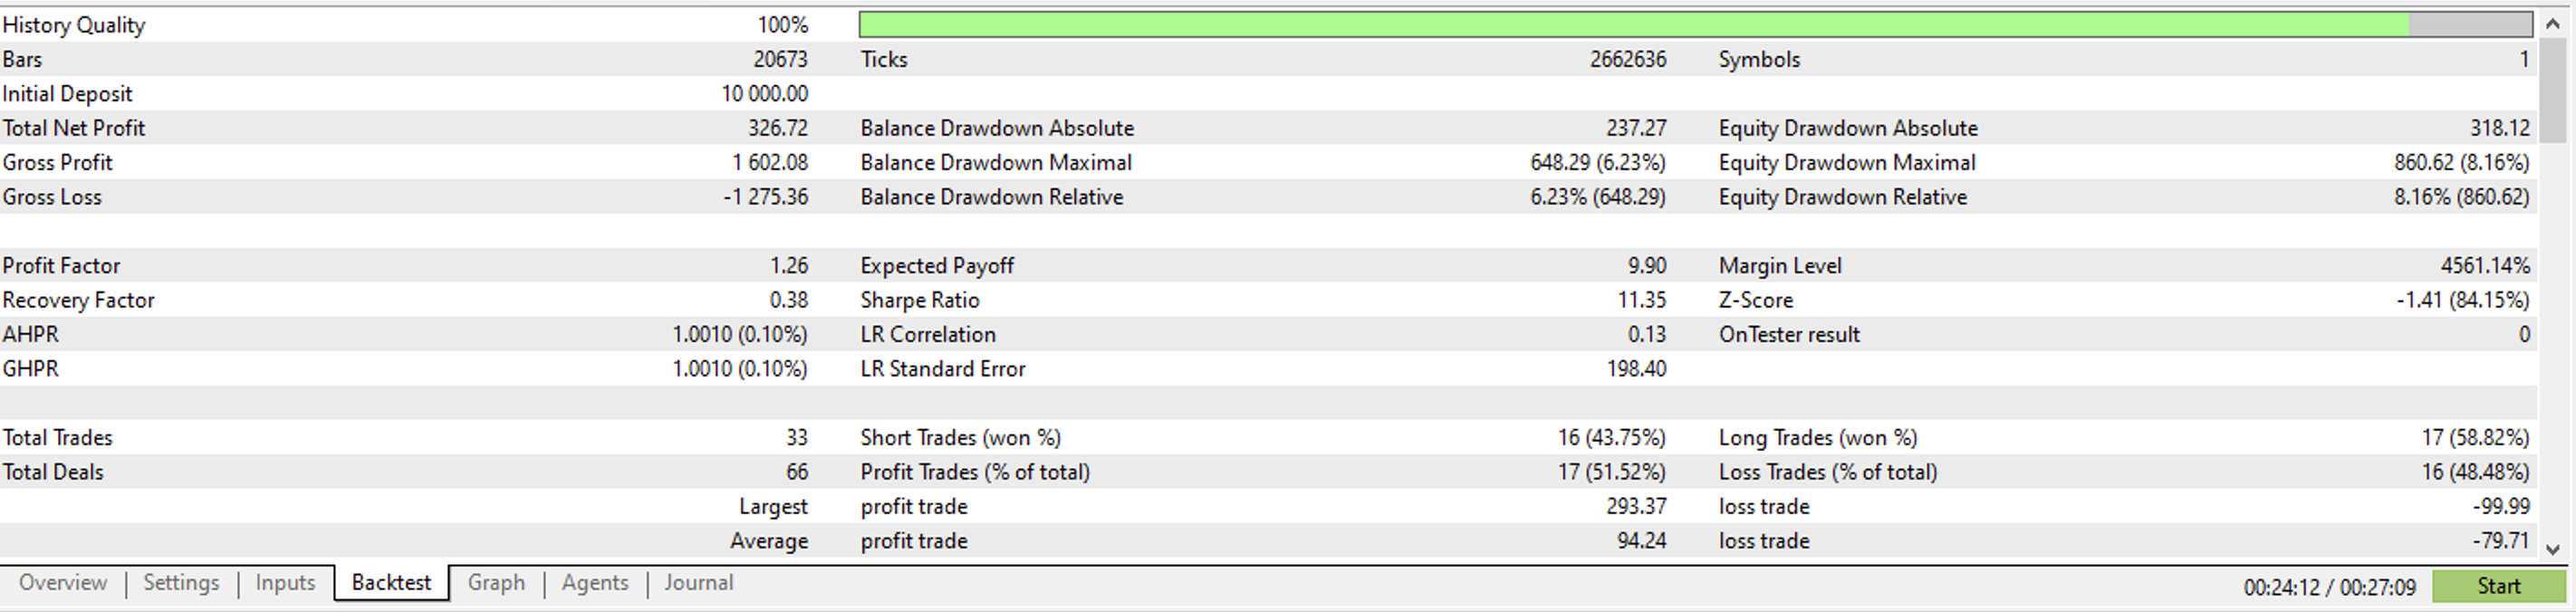 History Quality 100%
Bars 20673 Ticks 2662636 Symbols 1
Initial Deposit 10 000.00
Total Net Profit 326.72 Balance Drawdown Absolute 237.27 Equity Drawdown Absolute 318.12
Gross Profit 1 602.08 Balance Drawdown Maximal 648.29 (6.23%) Equity Drawdown Maximal 860.62 (8.16%)
Gross Loss -1 275.36 Balance Drawdown Relative 6.23% (648.29) Equity Drawdown Relative 8.16% (860.62)
Profit Factor 1.26 Expected Payoff 9.90 Margin Level 4561.14%
Recovery Factor 0.38 Sharpe Ratio 11.35 Z-Score -1.41 (84.15%)
AHPR 1.0010 (0.10%) LR Correlation 0.13 OnTester result 0
GHPR 1.0010 (0.10%) LR Standard Error 198.40
Total Trades 33 Short Trades (won %) 16 (43.75%) Long Trades (won %) 17 (58.82%)
Total Deals 66 Profit Trades (% of total) 17 (51.52%) Loss Trades (% of total) 16 (48.48%)
Largest profit trade 293.37 loss trade -99.99
Average profit trade 94.24 loss trade -79.71
Overview | Settings | Inputs | Backtest | Graph | Agents | Journal 00:24:12 / 00:27:09 Start